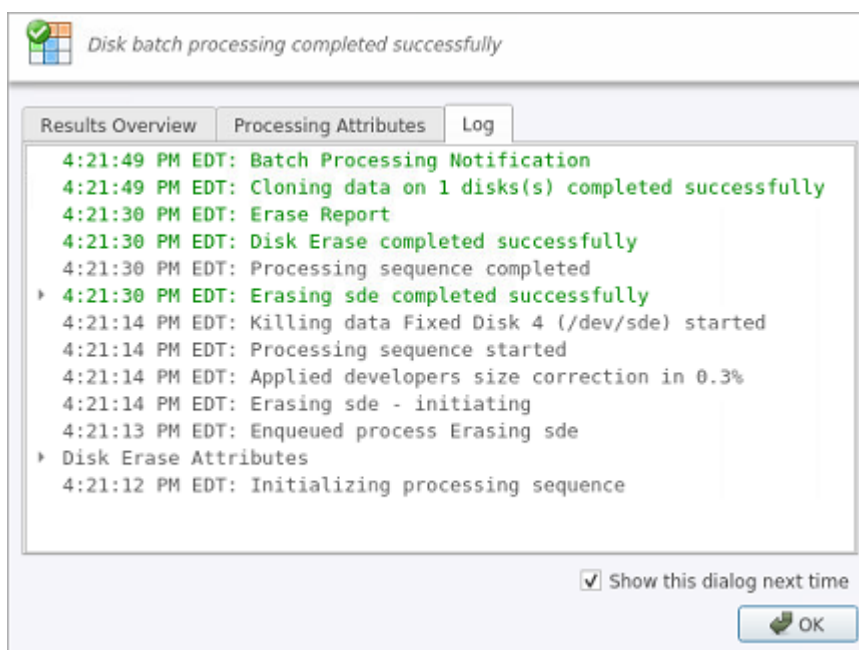 Disk batch processing completed successfully
Results Overview Processing Attributes Log
4:21:49 PM EDT: Batch Processing Notification
4:21:49 PM EDT: Cloning data on 1 disks(s) completed successfully
4:21:30 PM EDT: Erase Report
4:21:30 PM EDT: Disk Erase completed successfully
4:21:30 PM EDT: Processing sequence completed
4:21:30 PM EDT: Erasing sde completed successfully
4:21:14 PM EDT: Killing data Fixed Disk 4 (/dev/sde) started
4:21:14 PM EDT: Processing sequence started
4:21:14 PM EDT: Applied developers size correction in 0.3%
4:21:14 PM EDT: Erasing sde - initiating
4:21:13 PM EDT: Enqueued process Erasing sde
Disk Erase Attributes
4:21:12 PM EDT: Initializing processing sequence
Show this dialog next time
OK